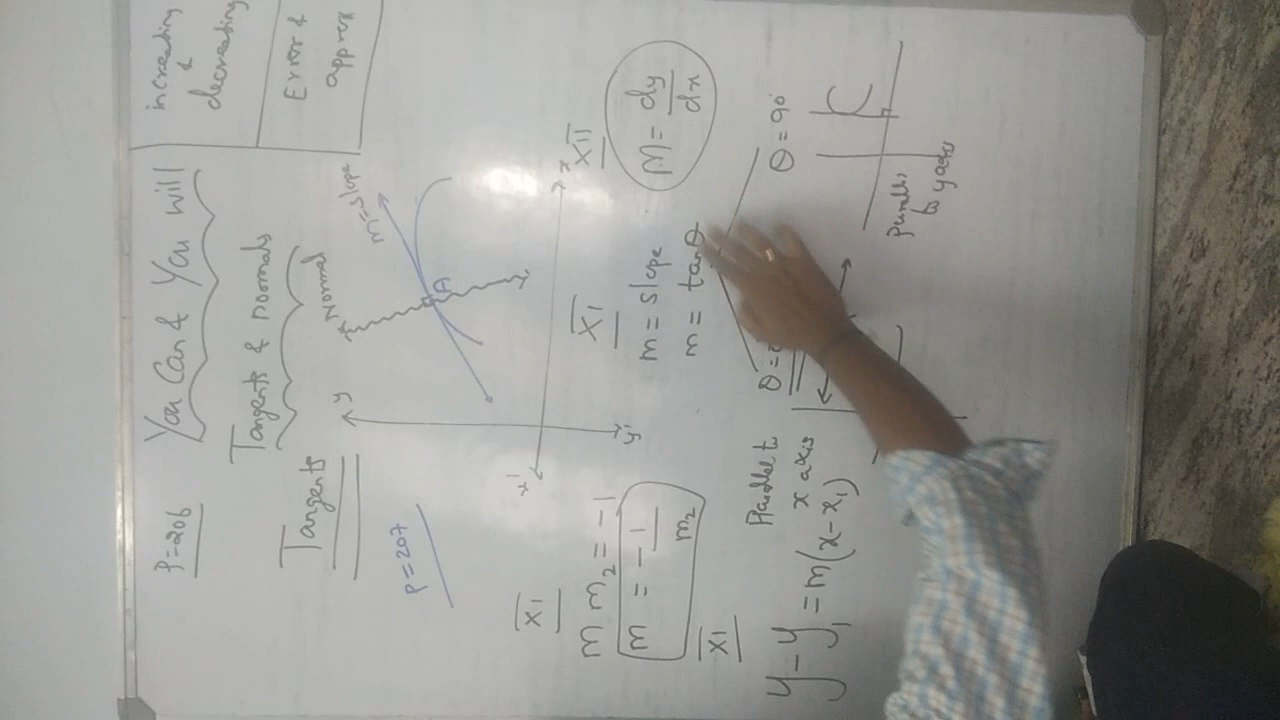 P-206
You Can & You will
increasing
&
decreasing
Tangents & normals
Error &
approx
Tangents
Normal
m=slope
P=207
y
A
x'
x
y'
XI
XI
XII
m m₂ = -1
m = slope
m = dy/dx
m = -1/m₂
m = tanθ
XI
θ = 90°
Parallel to
x axis
y - y₁ = m(x - x₁)
Parallel
to y axis